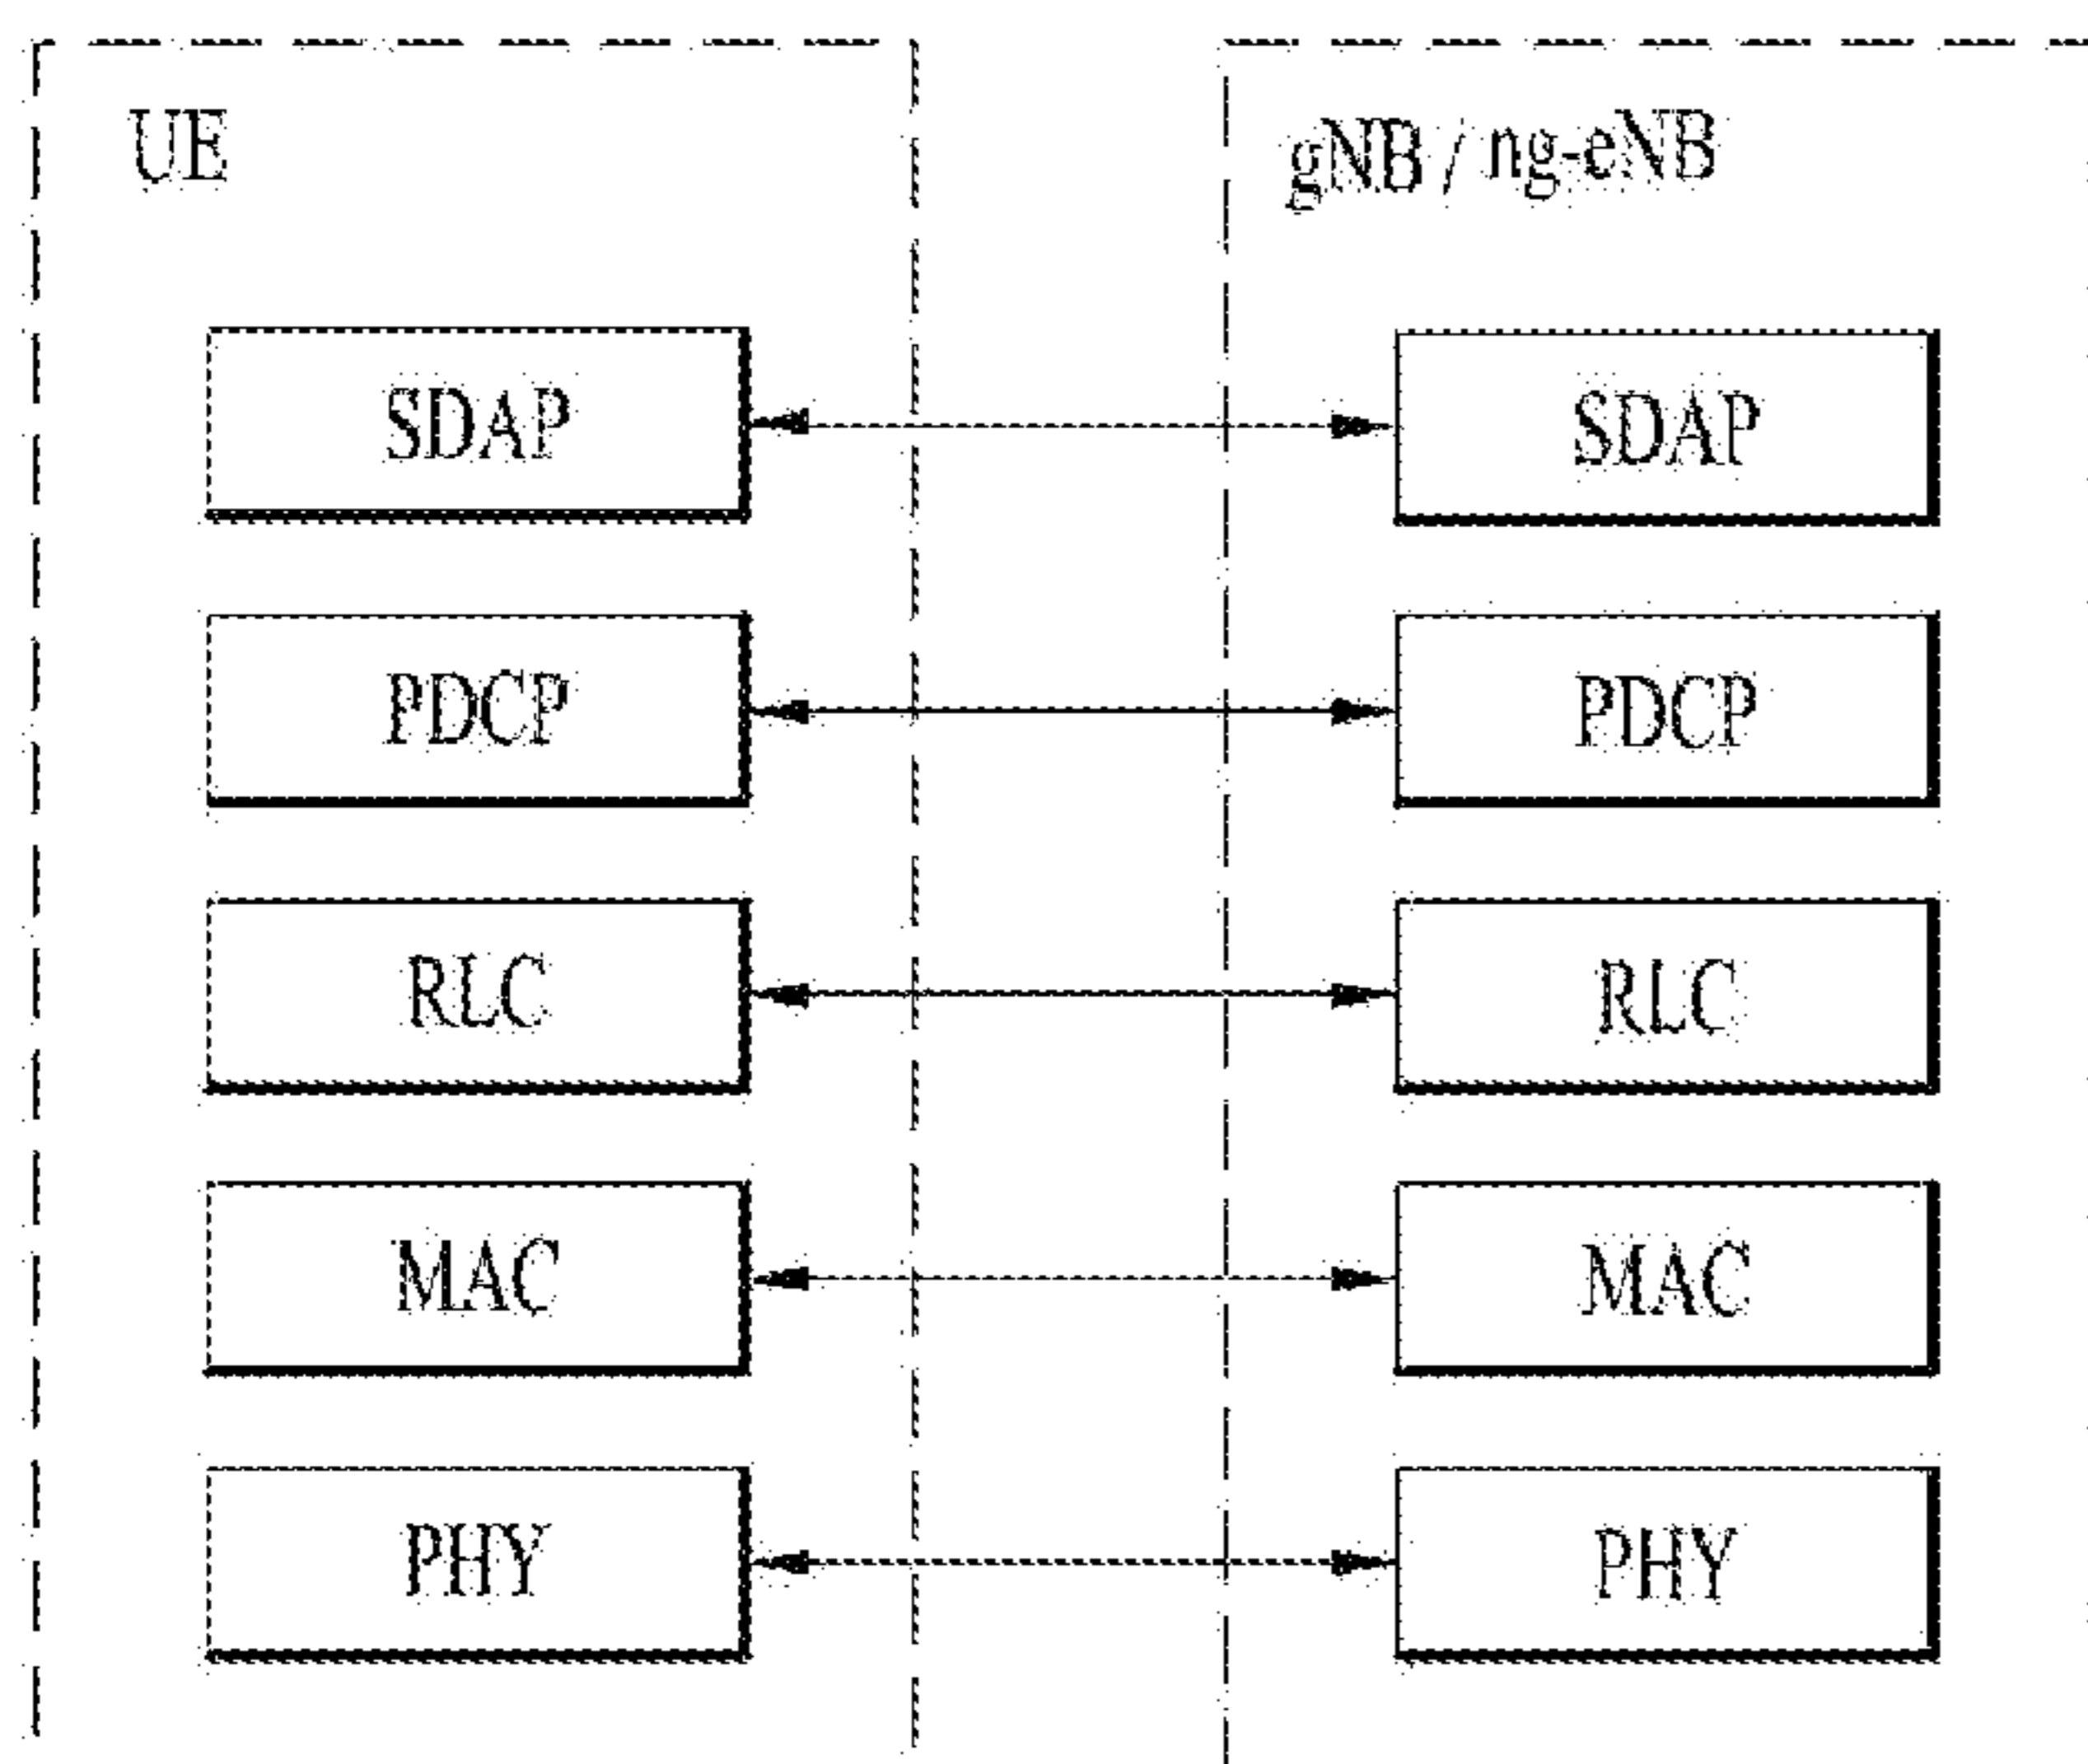 UE
gNB / ng-eNB
SDAP
SDAP
PDCP
PDCP
RLC
RLC
MAC
MAC
PHY
PHY